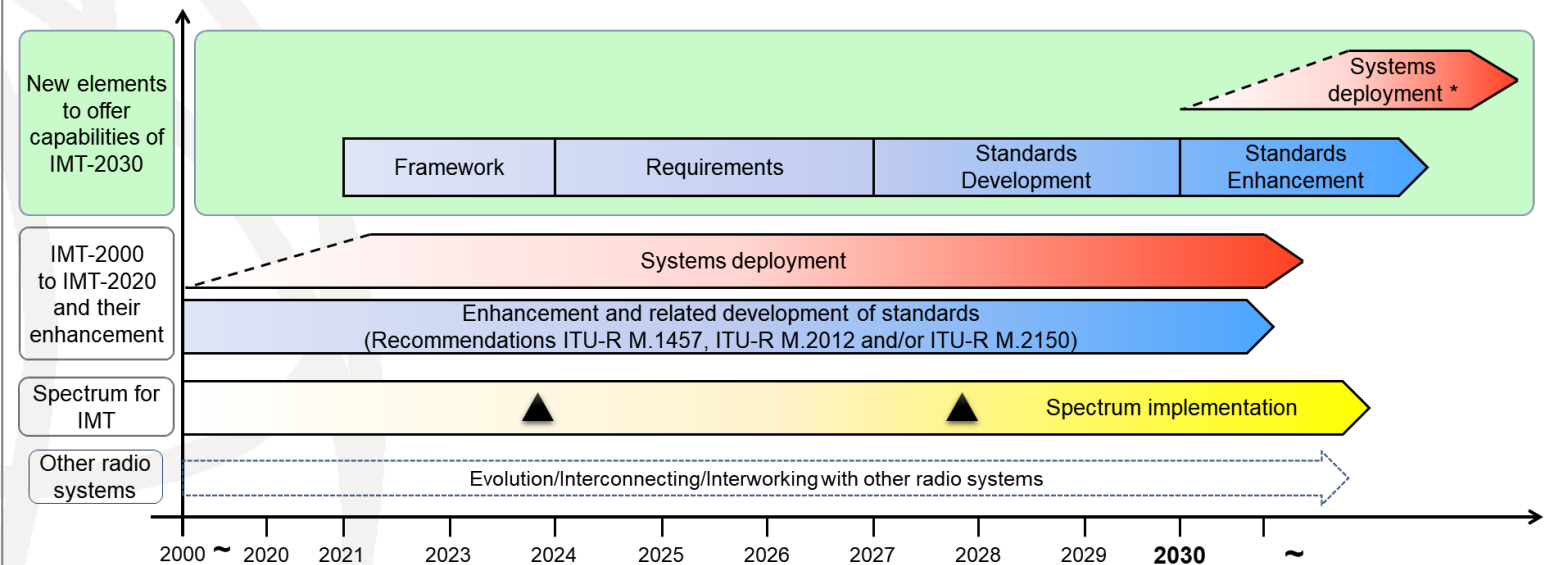 New elements
to offer
capabilities of
IMT-2030
Systems
deployment *
Framework
Requirements
Standards
Development
Standards
Enhancement
IMT-2000
to IMT-2020
and their
enhancement
Systems deployment
Enhancement and related development of standards
(Recommendations ITU-R M.1457, ITU-R M.2012 and/or ITU-R M.2150)
Spectrum for
IMT
Spectrum implementation
Other radio
systems
Evolution/Interconnecting/Interworking with other radio systems
2000 ~ 2020 2021 2023 2024 2025 2026 2027 2028 2029 2030 ~